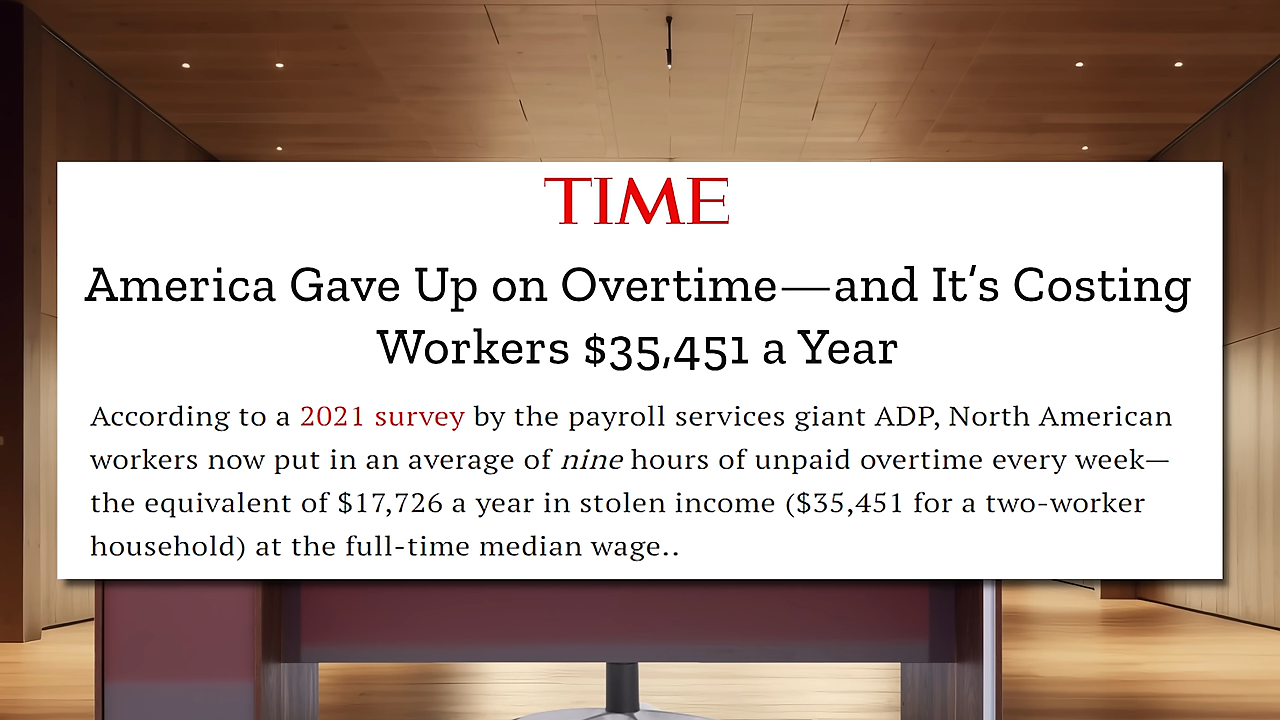 TIME
America Gave Up on Overtime—and It's Costing
Workers $35,451 a Year
According to a 2021 survey by the payroll services giant ADP, North American
workers now put in an average of nine hours of unpaid overtime every week—
the equivalent of $17,726 a year in stolen income ($35,451 for a two-worker
household) at the full-time median wage..